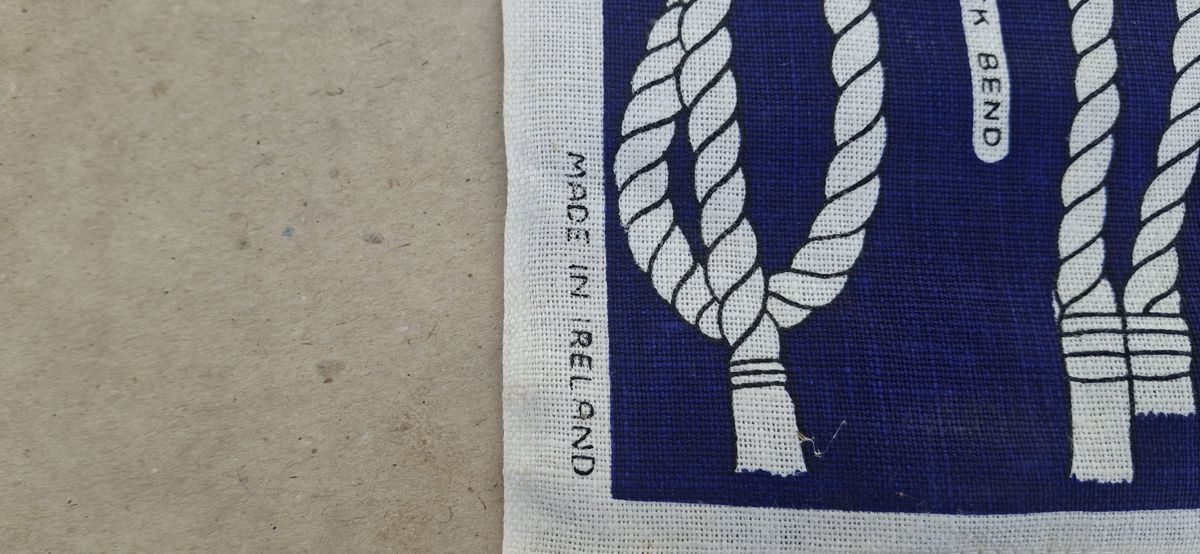 MADE IN IRELAND
K BEND